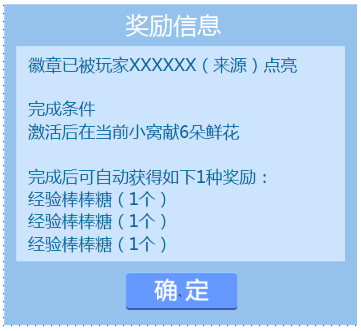 奖励信息
徽章已被玩家XXXXXX（来源）点亮
完成条件
激活后在当前小窝献6朵鲜花
完成后可自动获得如下1种奖励：
经验棒棒糖（1个）
经验棒棒糖（1个）
经验棒棒糖（1个）
确 定